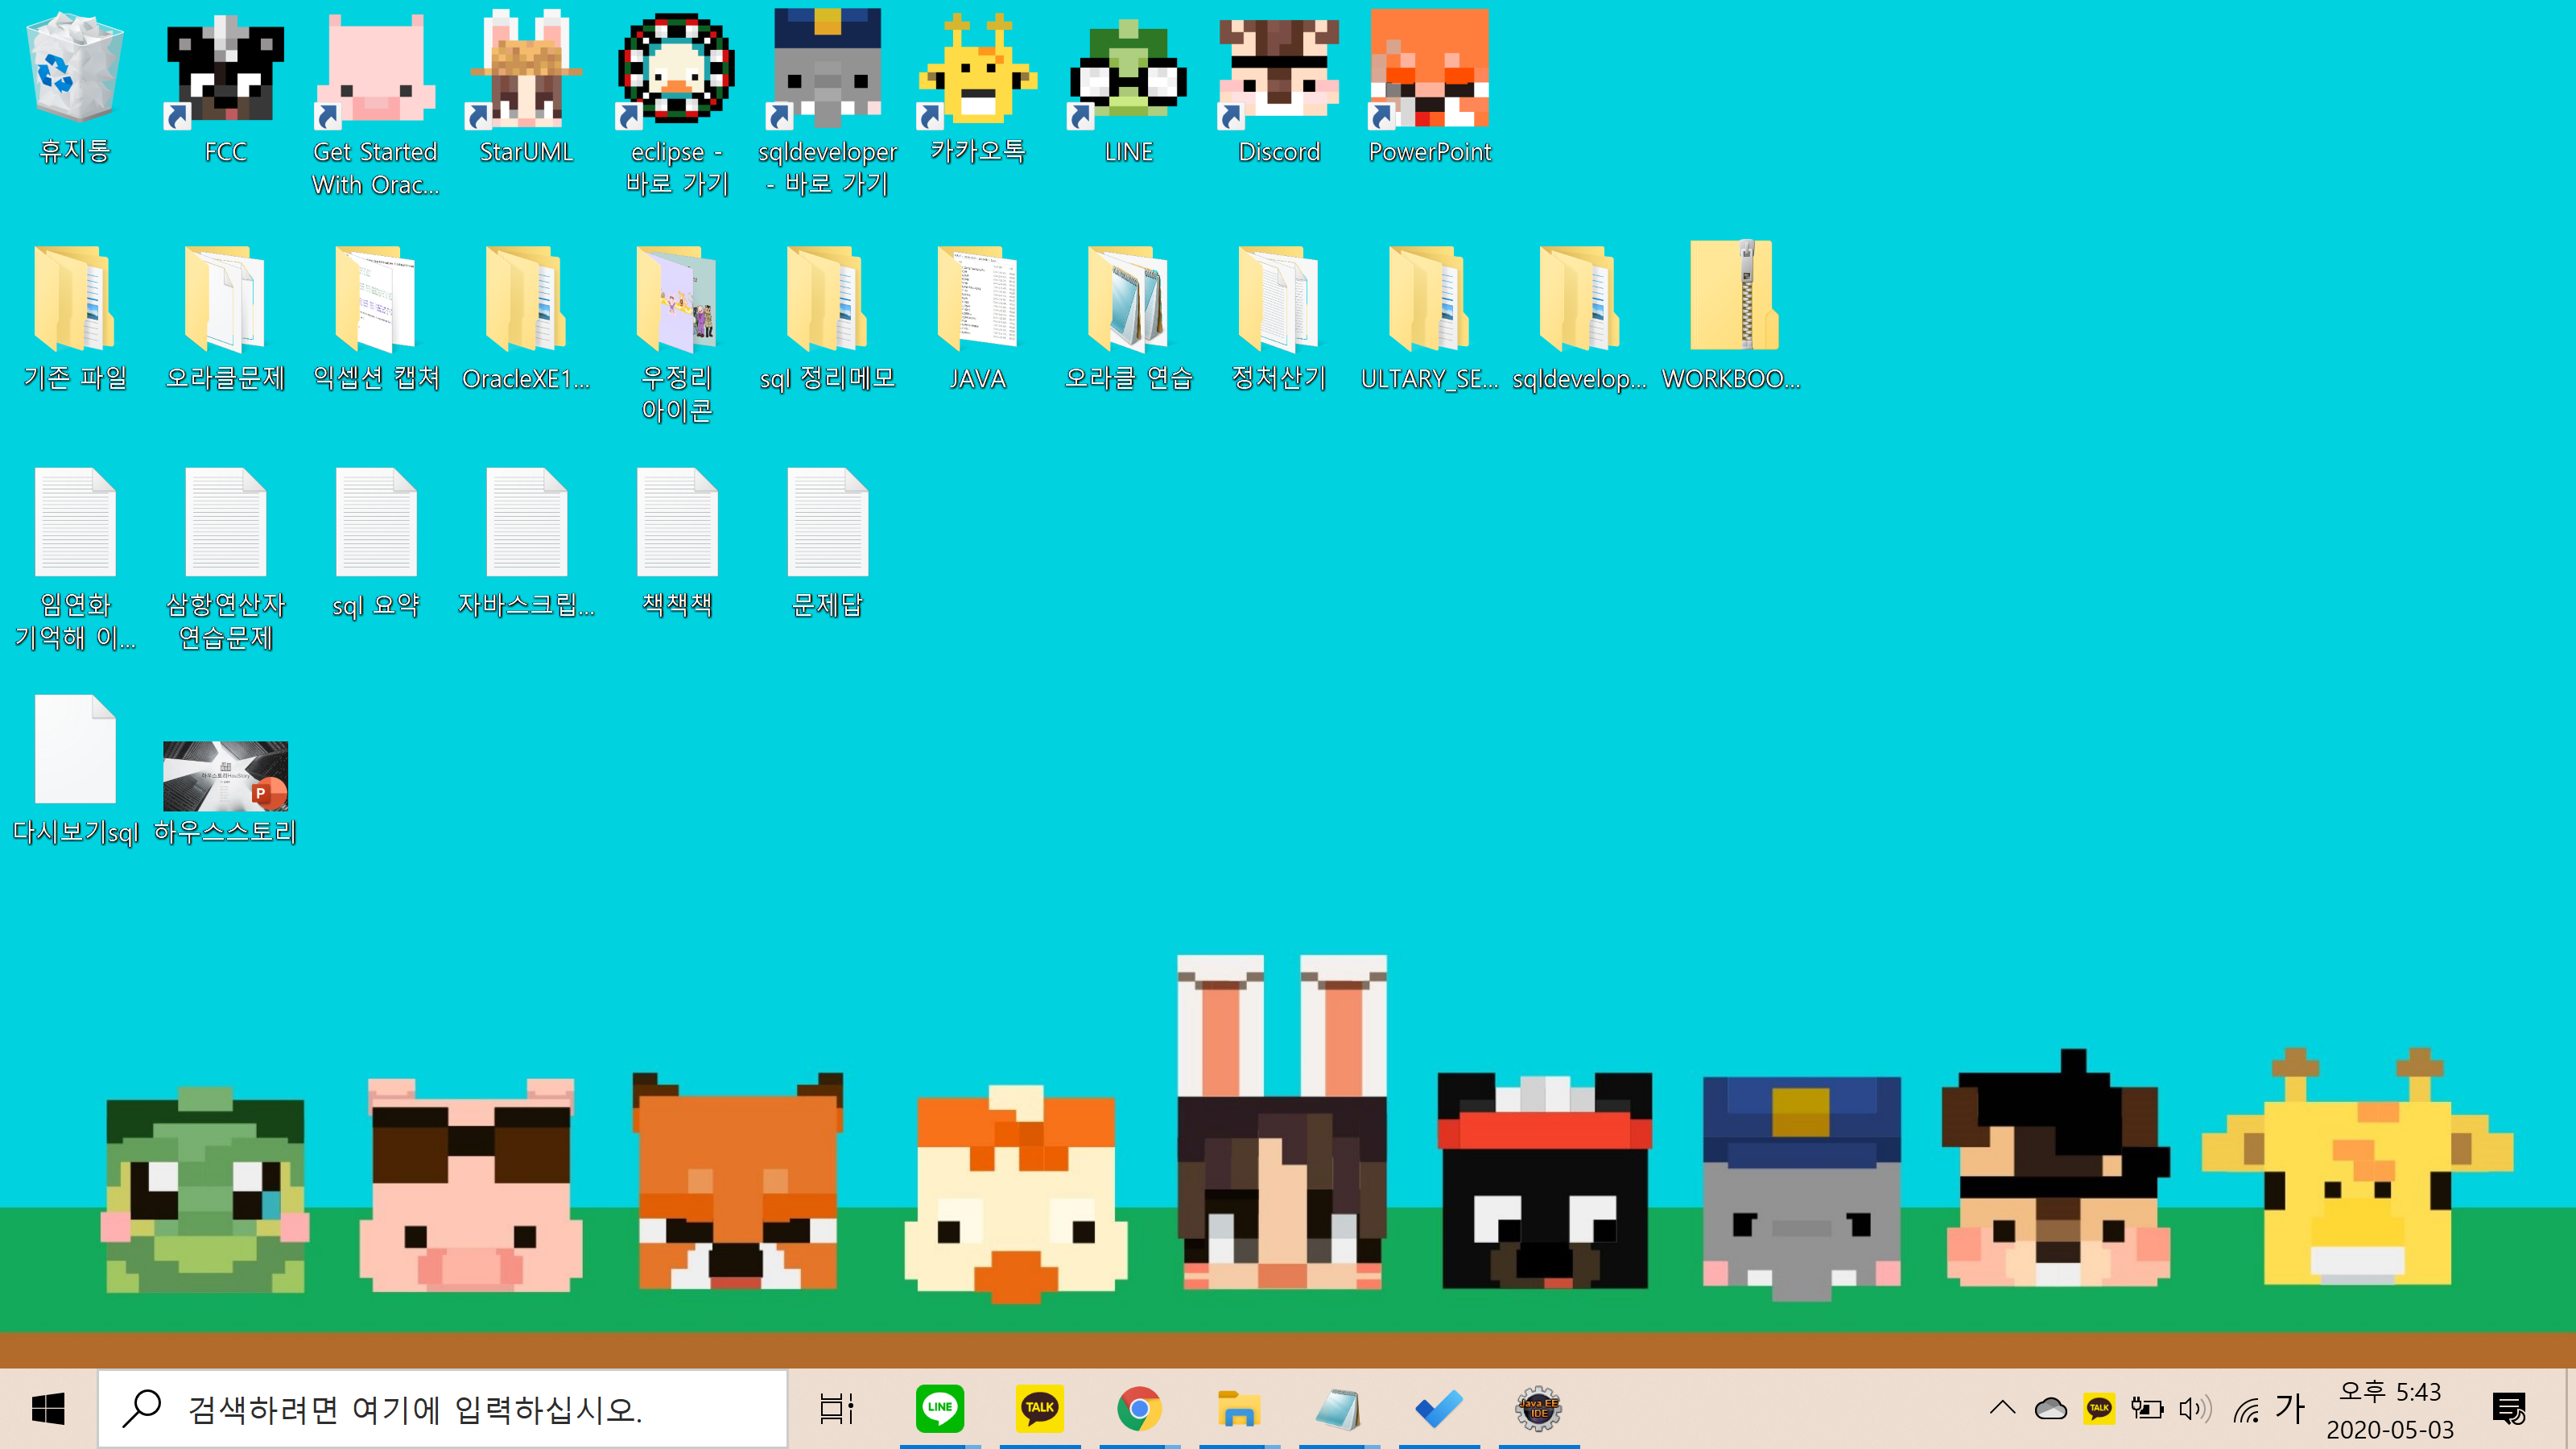 휴지통
FCC
Get Started
With Orac...
StarUML
eclipse -
바로 가기
sqldeveloper
- 바로 가기
카카오톡
LINE
Discord
PowerPoint
기존 파일
오라클문제
익셉션 캡쳐
OracleXE1...
우정리
아이콘
sql 정리메모
JAVA
오라클 연습
정처산기
ULTARY_SE...
sqldevelop...
WORKBOO...
임연화
기억해 이...
삼항연산자
연습문제
sql 요약
자바스크립...
책책책
문제답
다시보기sql
P
하우스스토리
검색하려면 여기에 입력하십시오.
LINE
TALK
Java EE
IDE
TALK
가
오후 5:43
2020-05-03